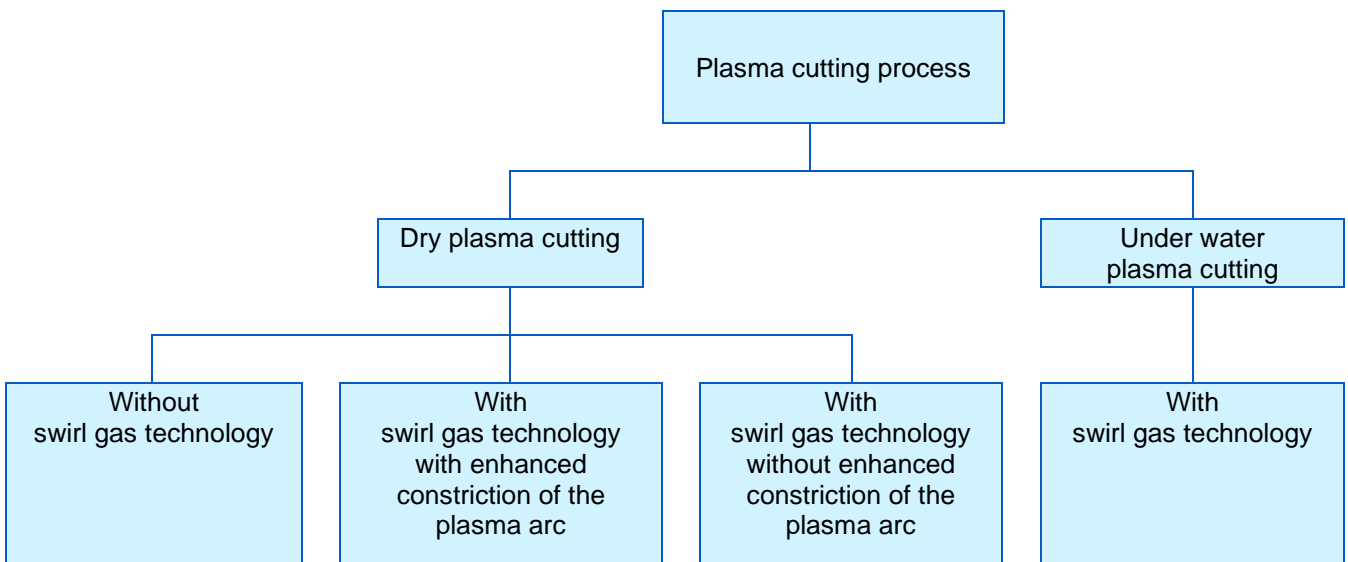 Plasma cutting process
Dry plasma cutting
Under water
plasma cutting
Without
swirl gas technology
With
swirl gas technology
with enhanced
constriction of the
plasma arc
With
swirl gas technology
without enhanced
constriction of the
plasma arc
With
swirl gas technology